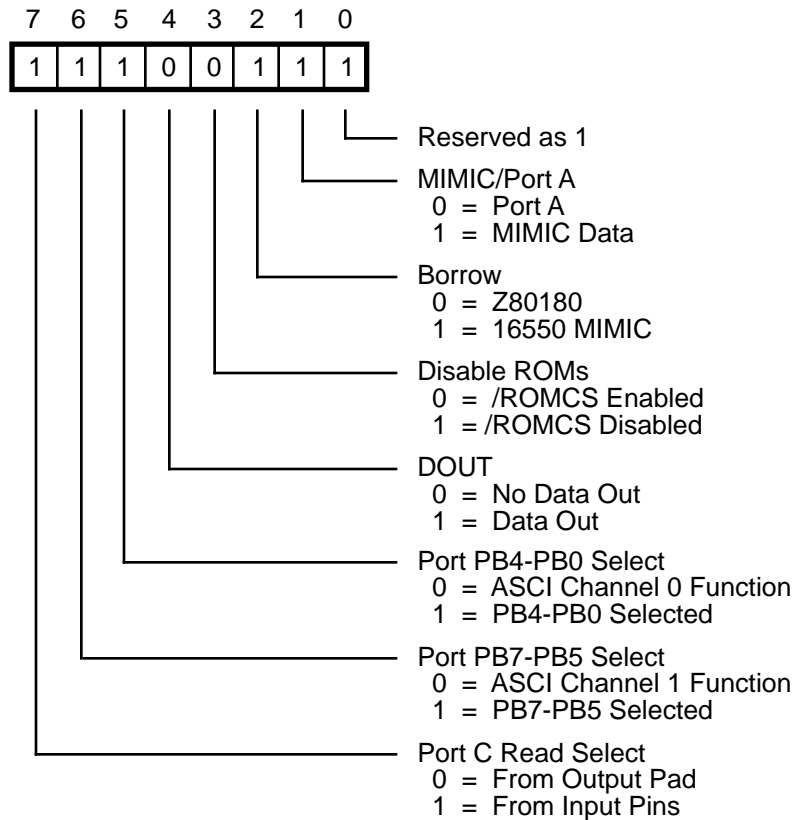 7 6 5 4 3 2 1 0
1 1 1 0 0 1 1 1
Reserved as 1
MIMIC/Port A
0 = Port A
1 = MIMIC Data
Borrow
0 = Z80180
1 = 16550 MIMIC
Disable ROMs
0 = /ROMCS Enabled
1 = /ROMCS Disabled
DOUT
0 = No Data Out
1 = Data Out
Port PB4-PB0 Select
0 = ASCI Channel 0 Function
1 = PB4-PB0 Selected
Port PB7-PB5 Select
0 = ASCI Channel 1 Function
1 = PB7-PB5 Selected
Port C Read Select
0 = From Output Pad
1 = From Input Pins